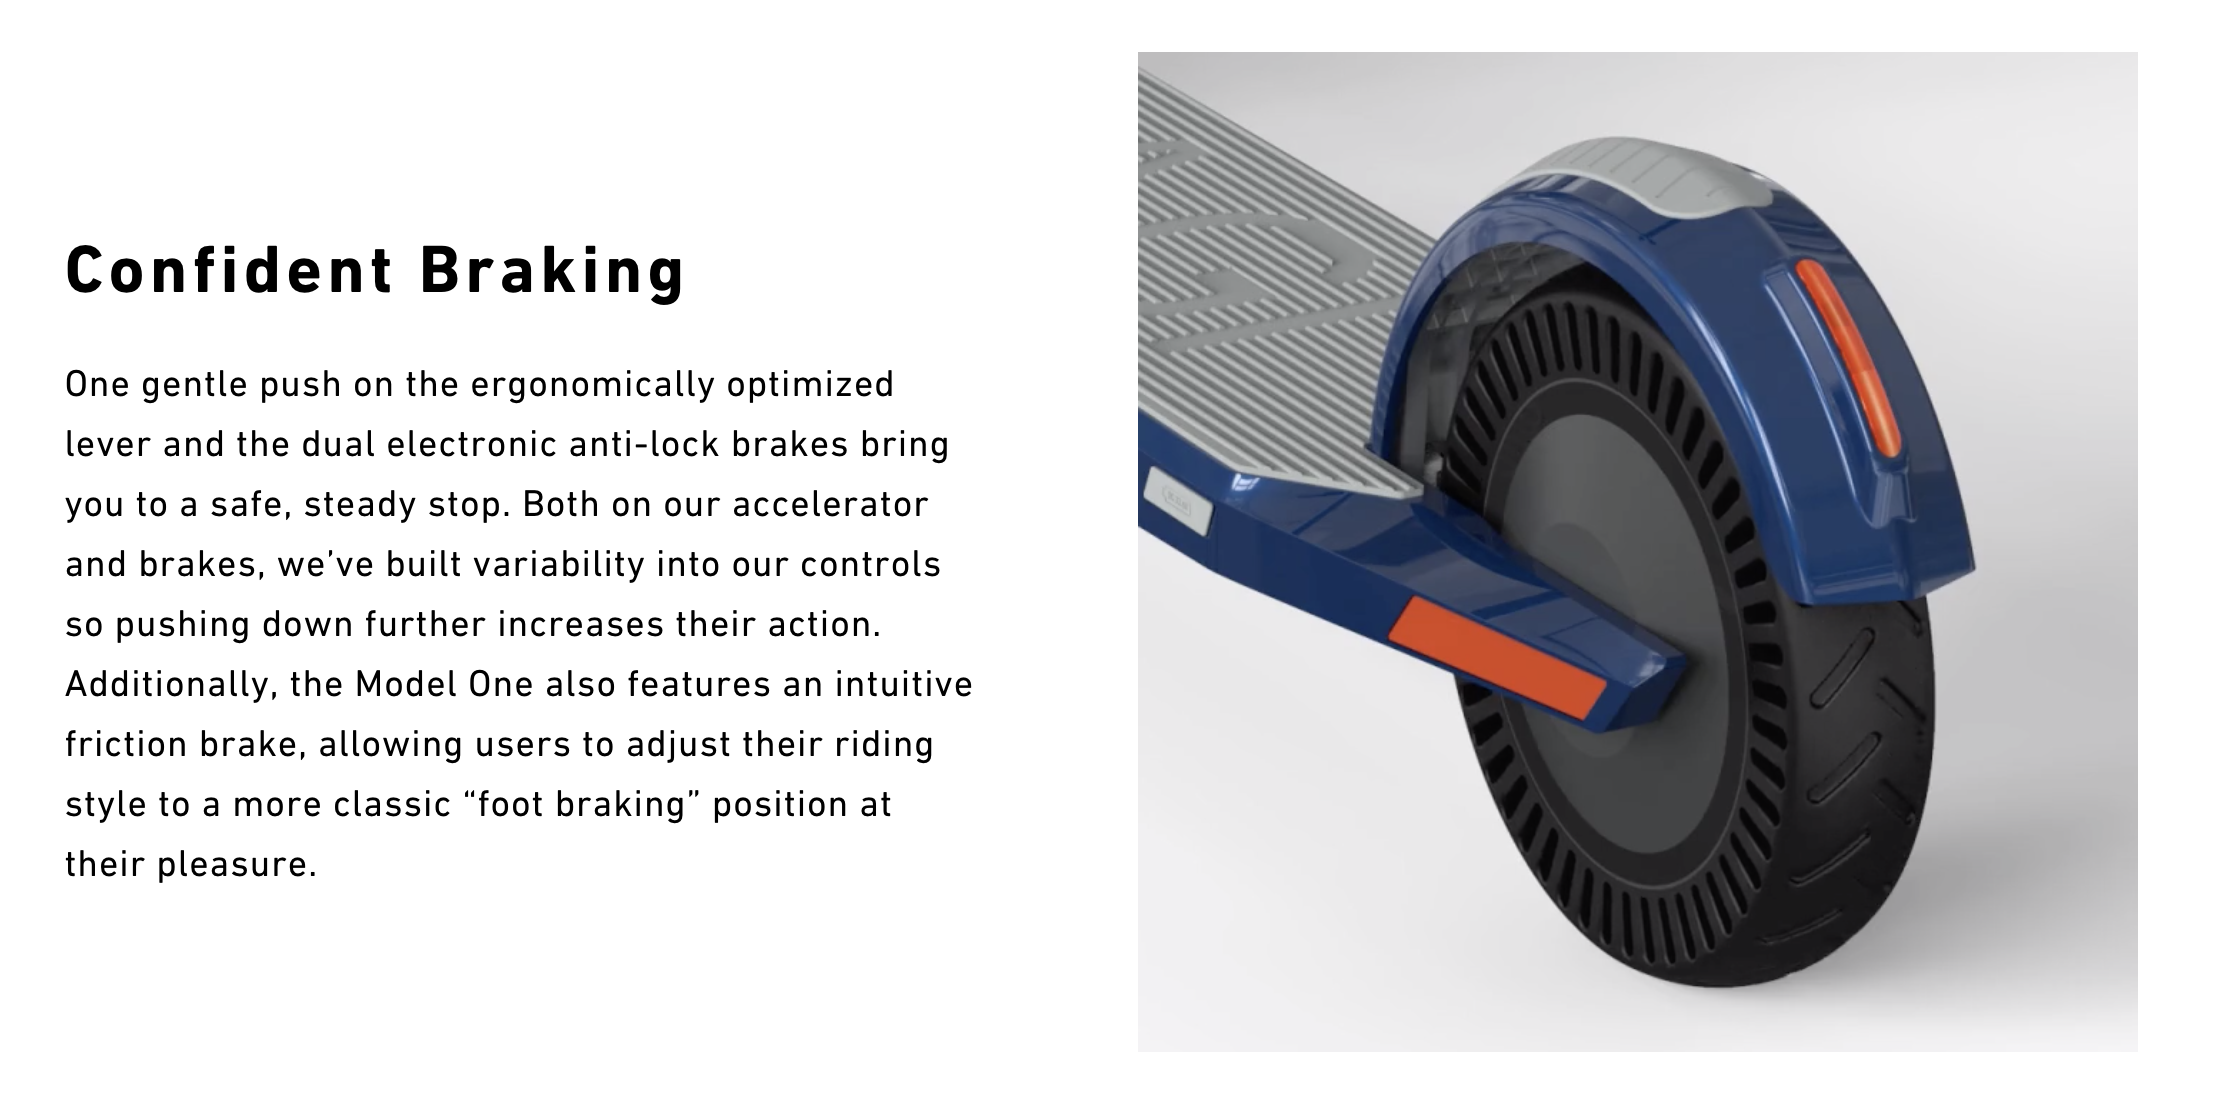 Confident Braking
One gentle push on the ergonomically optimized
lever and the dual electronic anti-lock brakes bring
you to a safe, steady stop. Both on our accelerator
and brakes, we’ve built variability into our controls
so pushing down further increases their action.
Additionally, the Model One also features an intuitive
friction brake, allowing users to adjust their riding
style to a more classic “foot braking” position at
their pleasure.